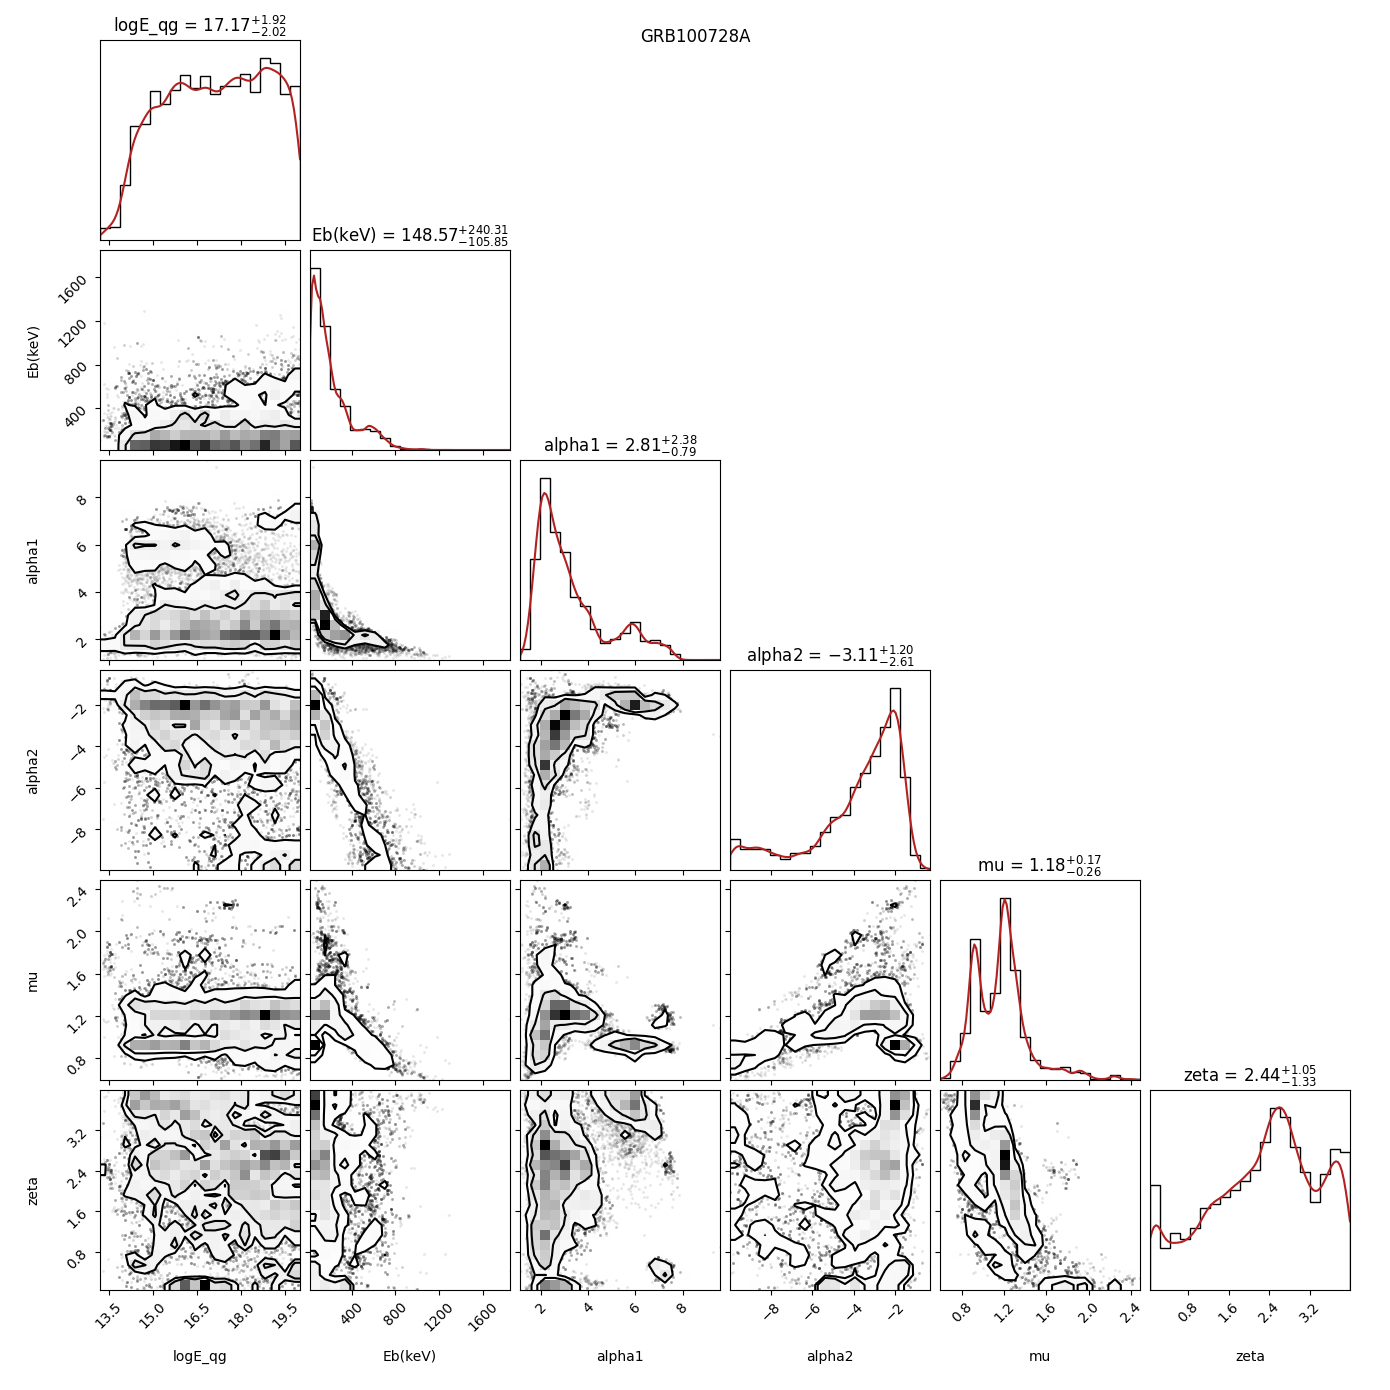 GRB100728A
logE_qg = 17.17+1.92 −2.02
Eb(keV) = 148.57+240.31 −105.85
alpha1 = 2.81+2.38 −0.79
alpha2 = −3.11+1.20 −2.61
mu = 1.18+0.17 −0.26
zeta = 2.44+1.05 −1.33
Eb(keV)
1600
1200
800
400
alpha1
8
6
4
2
alpha2
−2
−4
−6
−8
mu
2.4
2.0
1.6
1.2
0.8
zeta
3.2
2.4
1.6
0.8
13.5 15.0 16.5 18.0 19.5
400 800 1200 1600
2 4 6 8
−8 −6 −4 −2
0.8 1.2 1.6 2.0 2.4
0.8 1.6 2.4 3.2
logE_qg
Eb(keV)
alpha1
alpha2
mu
zeta